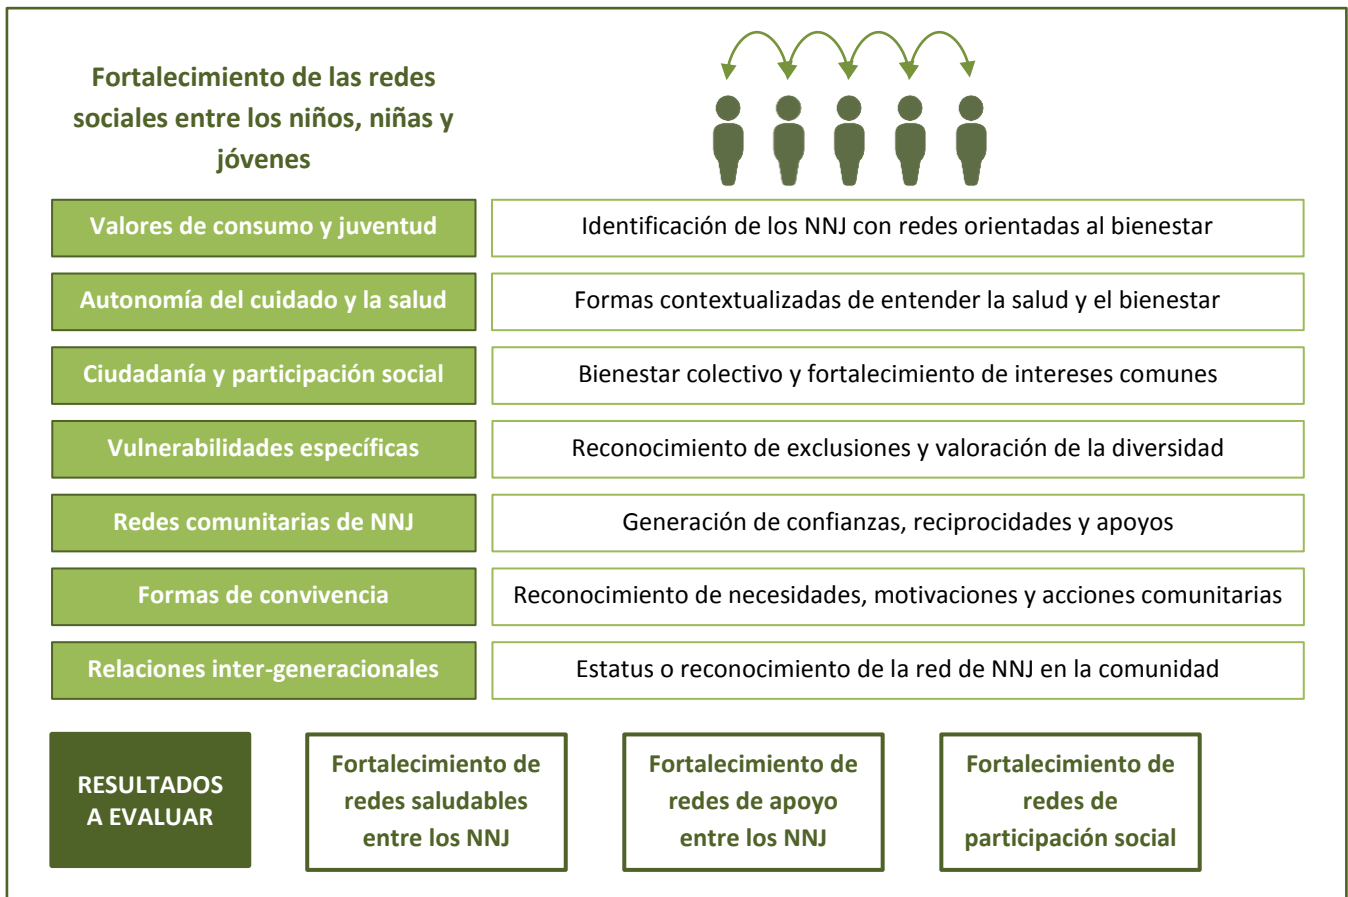 Fortalecimiento de las redes
sociales entre los niños, niñas y
jóvenes
Valores de consumo y juventud
Identificación de los NNJ con redes orientadas al bienestar
Autonomía del cuidado y la salud
Formas contextualizadas de entender la salud y el bienestar
Ciudadanía y participación social
Bienestar colectivo y fortalecimiento de intereses comunes
Vulnerabilidades específicas
Reconocimiento de exclusiones y valoración de la diversidad
Redes comunitarias de NNJ
Generación de confianzas, reciprocidades y apoyos
Formas de convivencia
Reconocimiento de necesidades, motivaciones y acciones comunitarias
Relaciones inter-generacionales
Estatus o reconocimiento de la red de NNJ en la comunidad
RESULTADOS
A EVALUAR
Fortalecimiento de
redes saludables
entre los NNJ
Fortalecimiento de
redes de apoyo
entre los NNJ
Fortalecimiento de
redes de
participación social